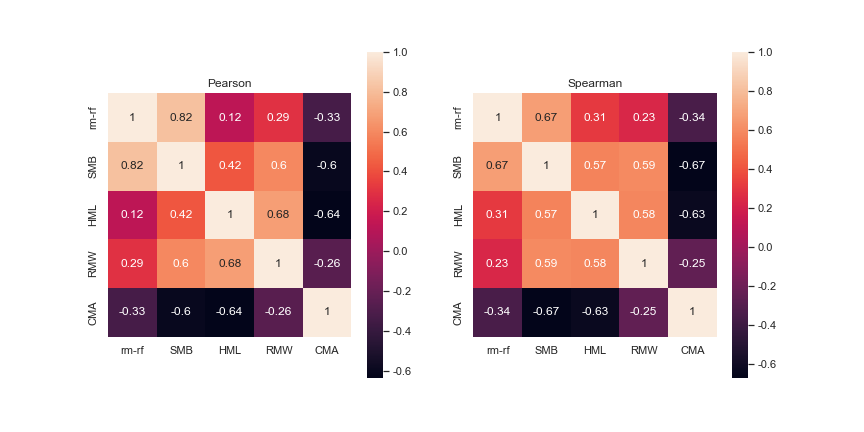 Pearson
rm-rf 1 0.82 0.12 0.29 -0.33
SMB 0.82 1 0.42 0.6 -0.6
HML 0.12 0.42 1 0.68 -0.64
RMW 0.29 0.6 0.68 1 -0.26
CMA -0.33 -0.6 -0.64 -0.26 1
rm-rf SMB HML RMW CMA
1.0
0.8
0.6
0.4
0.2
0.0
-0.2
-0.4
-0.6
Spearman
rm-rf 1 0.67 0.31 0.23 -0.34
SMB 0.67 1 0.57 0.59 -0.67
HML 0.31 0.57 1 0.58 -0.63
RMW 0.23 0.59 0.58 1 -0.25
CMA -0.34 -0.67 -0.63 -0.25 1
rm-rf SMB HML RMW CMA
1.0
0.8
0.6
0.4
0.2
0.0
-0.2
-0.4
-0.6